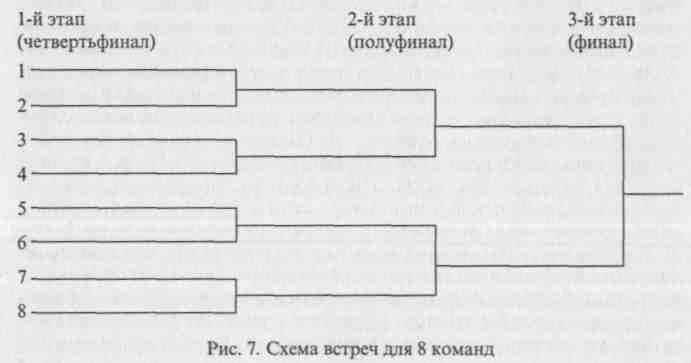 1-й этап
(четвертьфинал)
2-й этап
(полуфинал)
3-й этап
(финал)
1
2
3
4
5
6
7
8
Рис. 7. Схема встреч для 8 команд